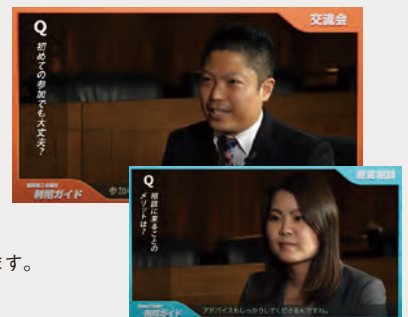 交流会
Q
初めての参加でも大丈夫?
利用ガイド
参加
経営相談
Q
相談に来ることの
メリットは?
利用ガイド
アドバイスもしっかりしてくださるんですね。
ます。